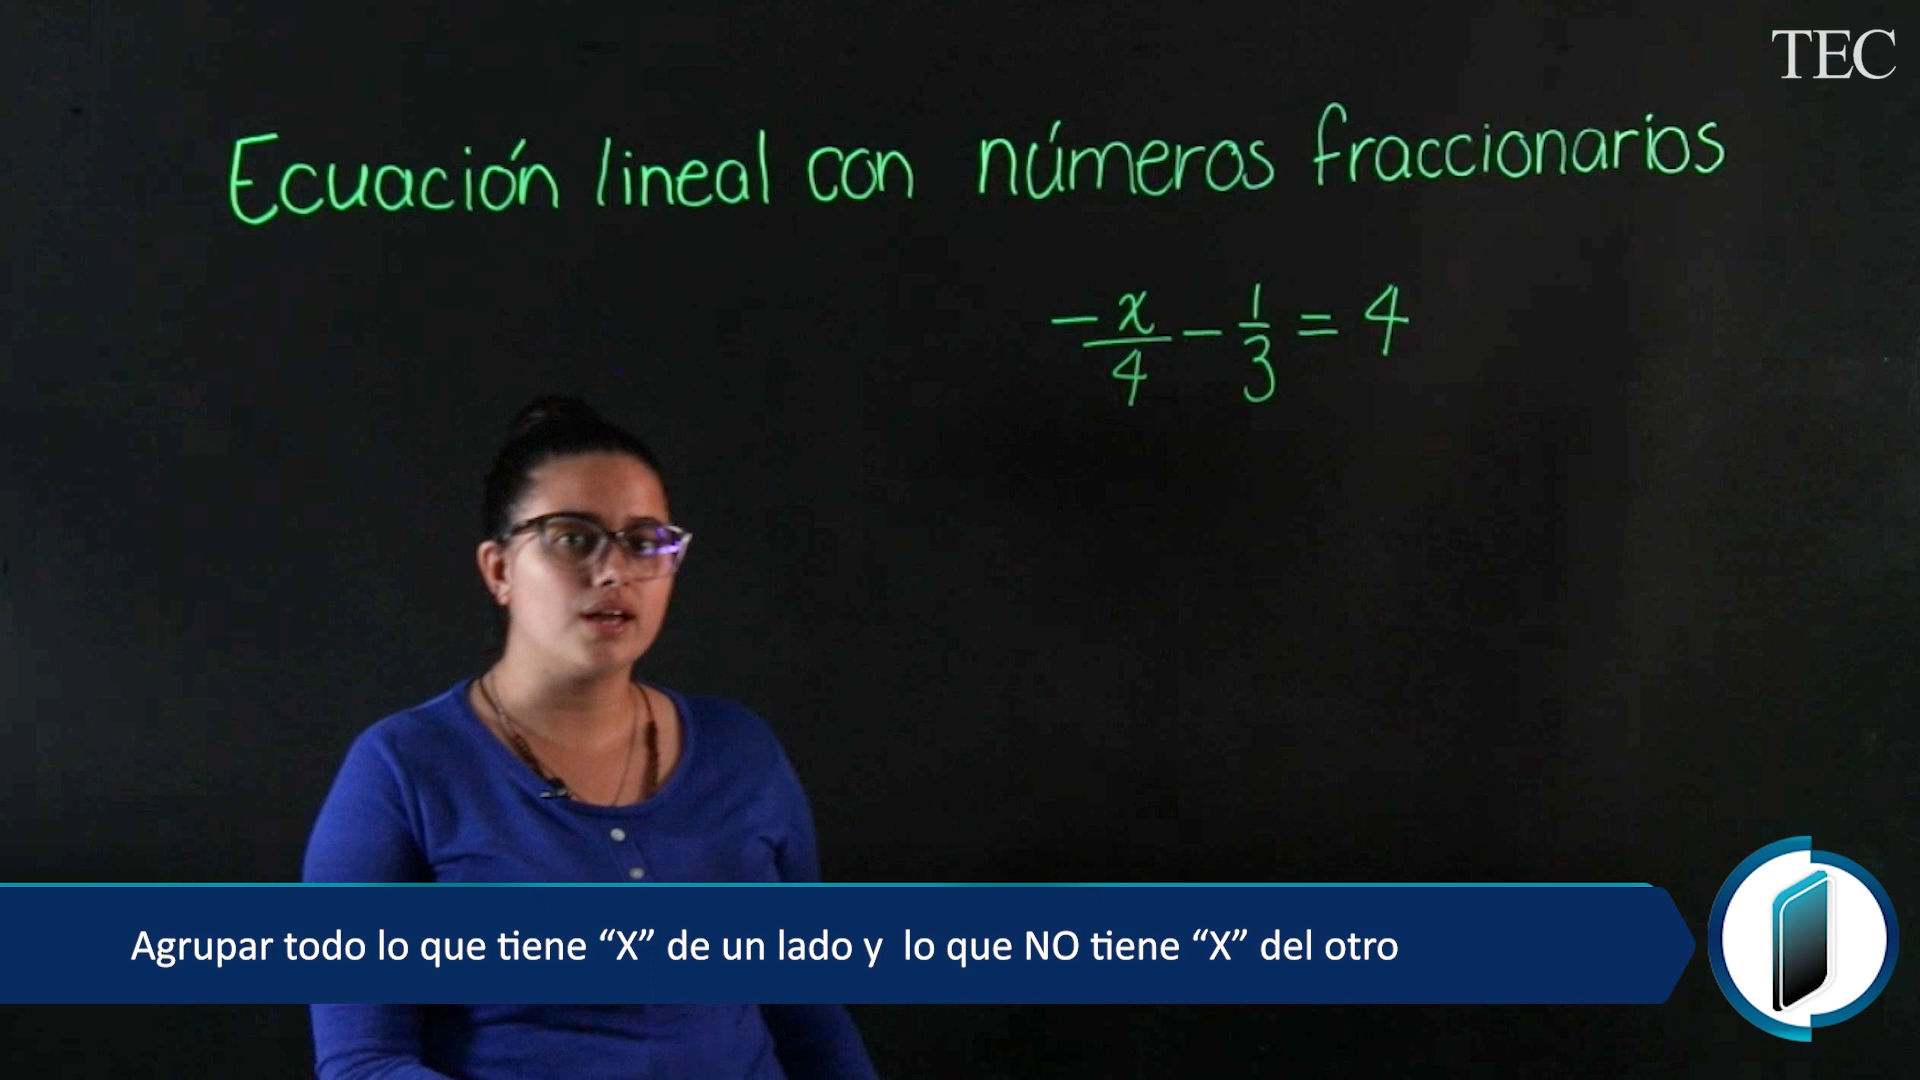 TEC
Ecuación lineal con números fraccionarios
-x/4 - 1/3 = 4
Agrupar todo lo que tiene “X” de un lado y lo que NO tiene “X” del otro